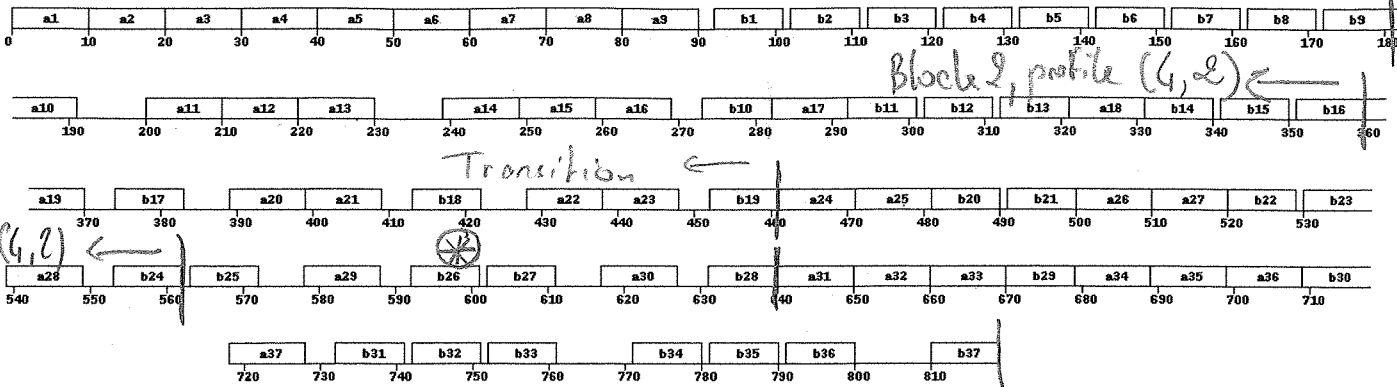 a1 a2 a3 a4 a5 a6 a7 a8 a9 b1 b2 b3 b4 b5 b6 b7 b8 b9
0 10 20 30 40 50 60 70 80 90 100 110 120 130 140 150 160 170 180
Block 2, profile (4,2)
a10 a11 a12 a13 a14 a15 a16 b10 a17 b11 b12 b13 a18 b14 b15 b16
190 200 210 220 230 240 250 260 270 282 292 301 311 321 331 340 350 360
Transition
a19 b17 a20 a21 b18 a22 a23 b19 a24 a25 b20 b21 a26 a27 b22 b23
370 380 390 400 410 420 430 440 450 460 470 480 490 500 510 520 530
(4,2)
a28 b24 b25 a29 b26 b27 a30 b28 a31 a32 a33 b29 a34 a35 a36 b30
540 550 560 570 580 590 600 610 620 630 640 650 660 670 680 690 700 710
a37 b31 b32 b33 b34 b35 b36 b37
720 730 740 750 760 770 780 790 800 810